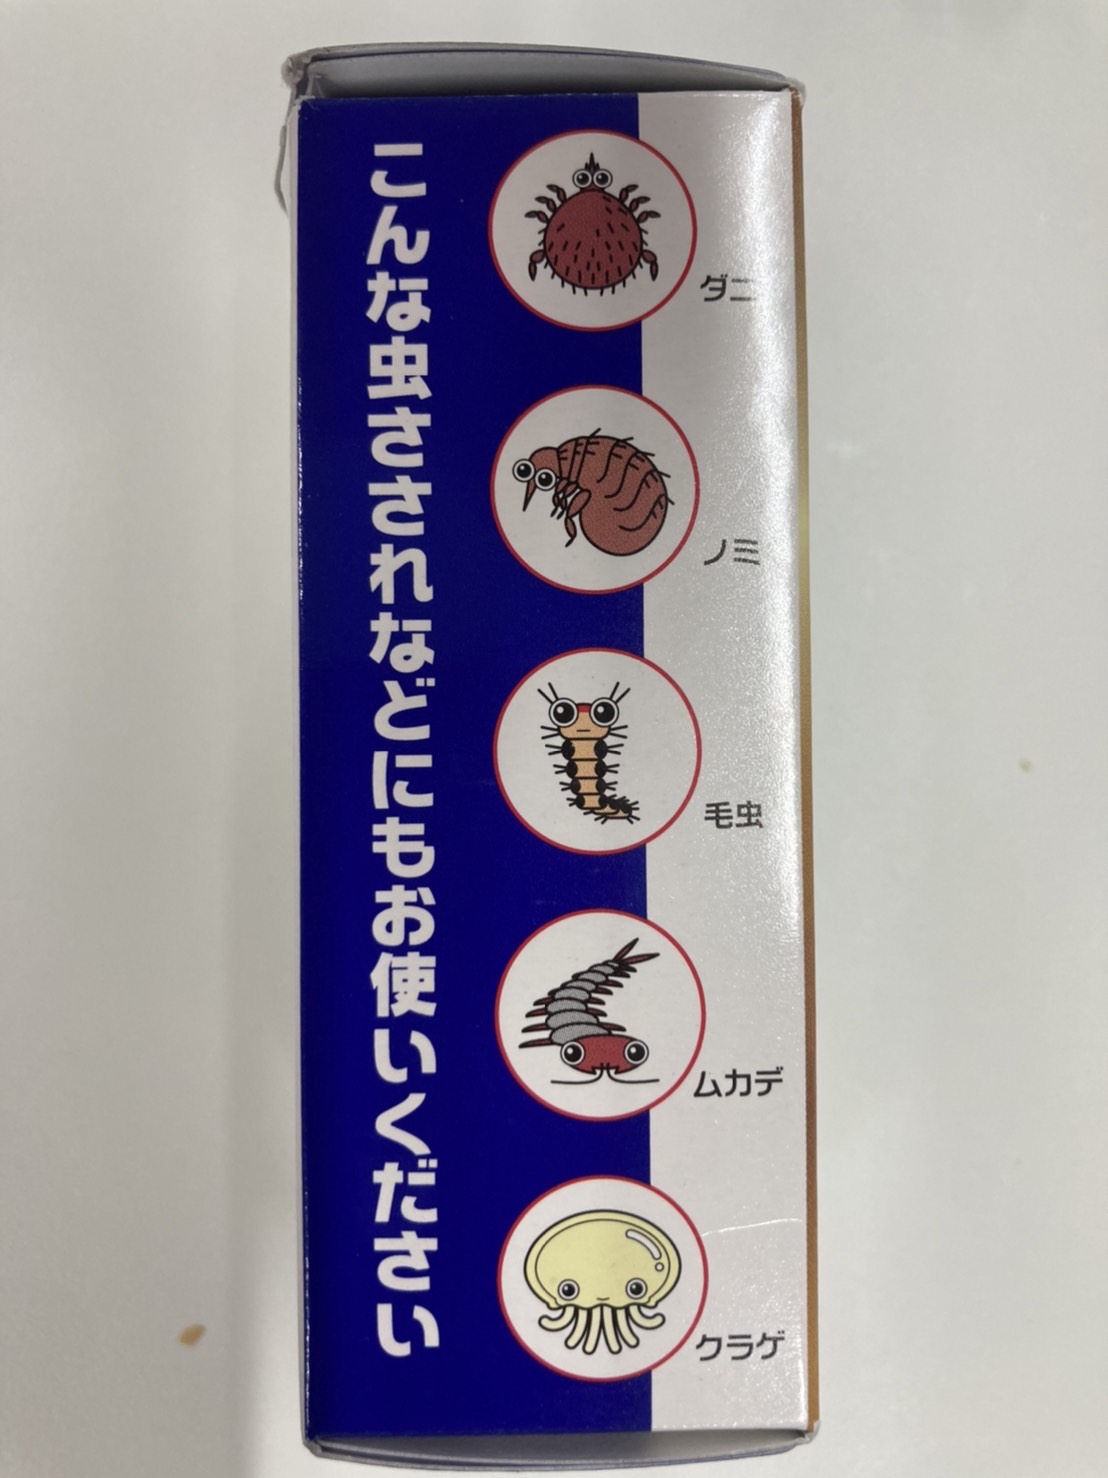 こんな虫さされなどにもお使いください
ダニ
ノミ
毛虫
ムカデ
クラゲ